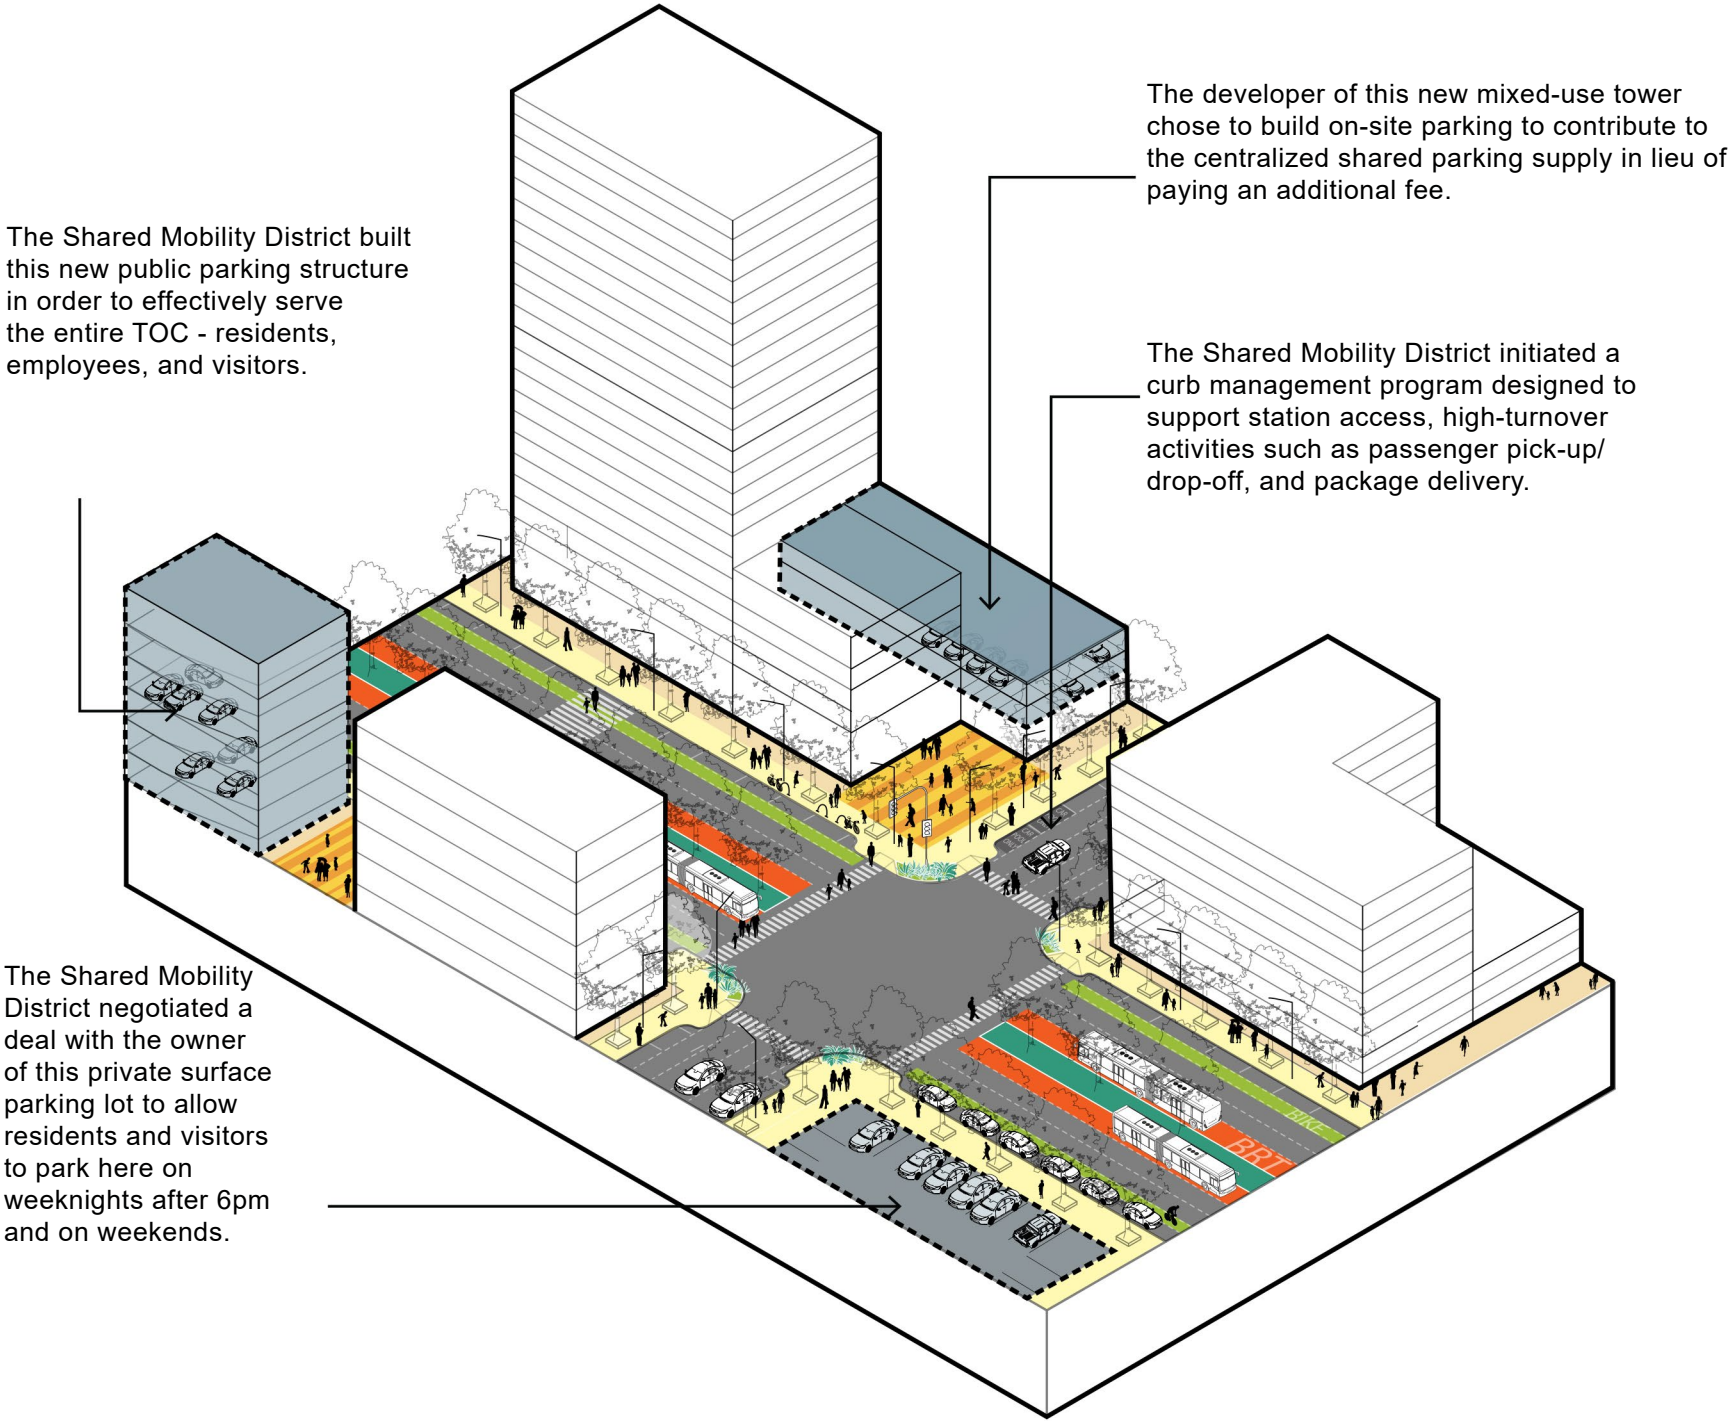 The developer of this new mixed-use tower
chose to build on-site parking to contribute to
the centralized shared parking supply in lieu of
paying an additional fee.
The Shared Mobility District built
this new public parking structure
in order to effectively serve
the entire TOC - residents,
employees, and visitors.
The Shared Mobility District initiated a
curb management program designed to
support station access, high-turnover
activities such as passenger pick-up/
drop-off, and package delivery.
The Shared Mobility
District negotiated a
deal with the owner
of this private surface
parking lot to allow
residents and visitors
to park here on
weeknights after 6pm
and on weekends.
BIKE
BRT